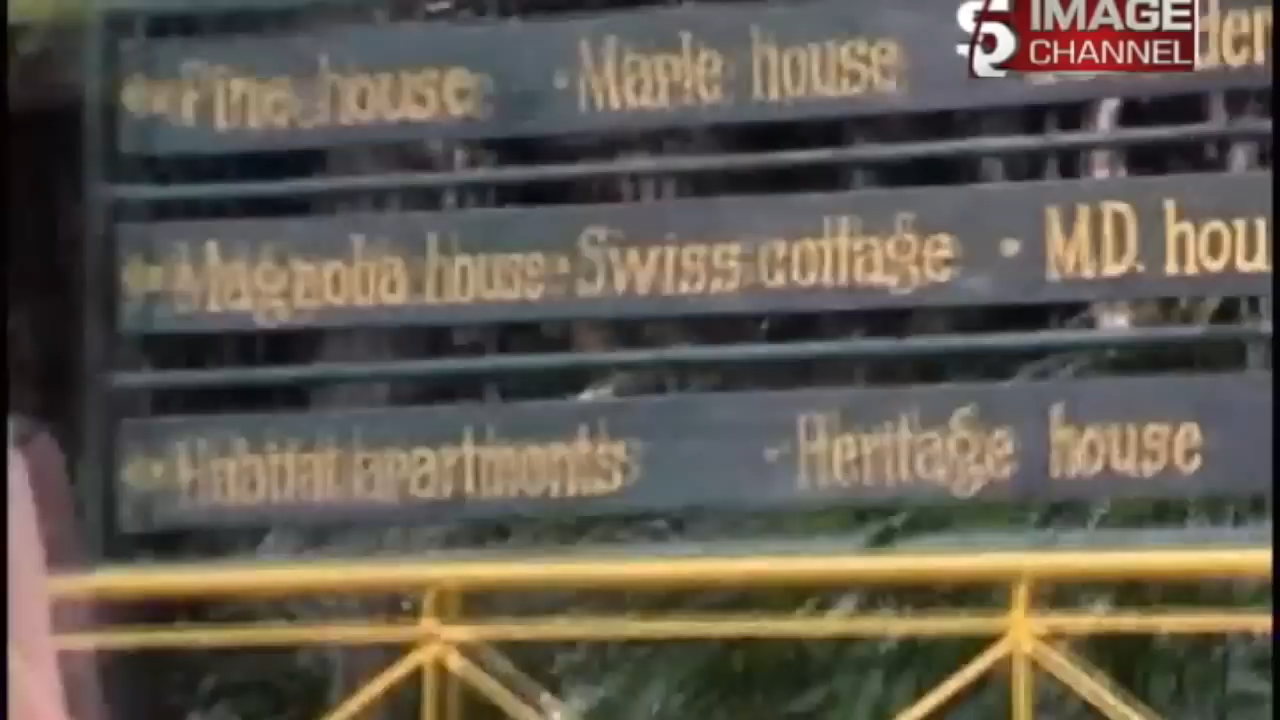 IMAGE
CHANNEL
Pine house · Maple house
Magnolia house · Swiss cottage · M.D. hou
Habitat apartments · Heritage house